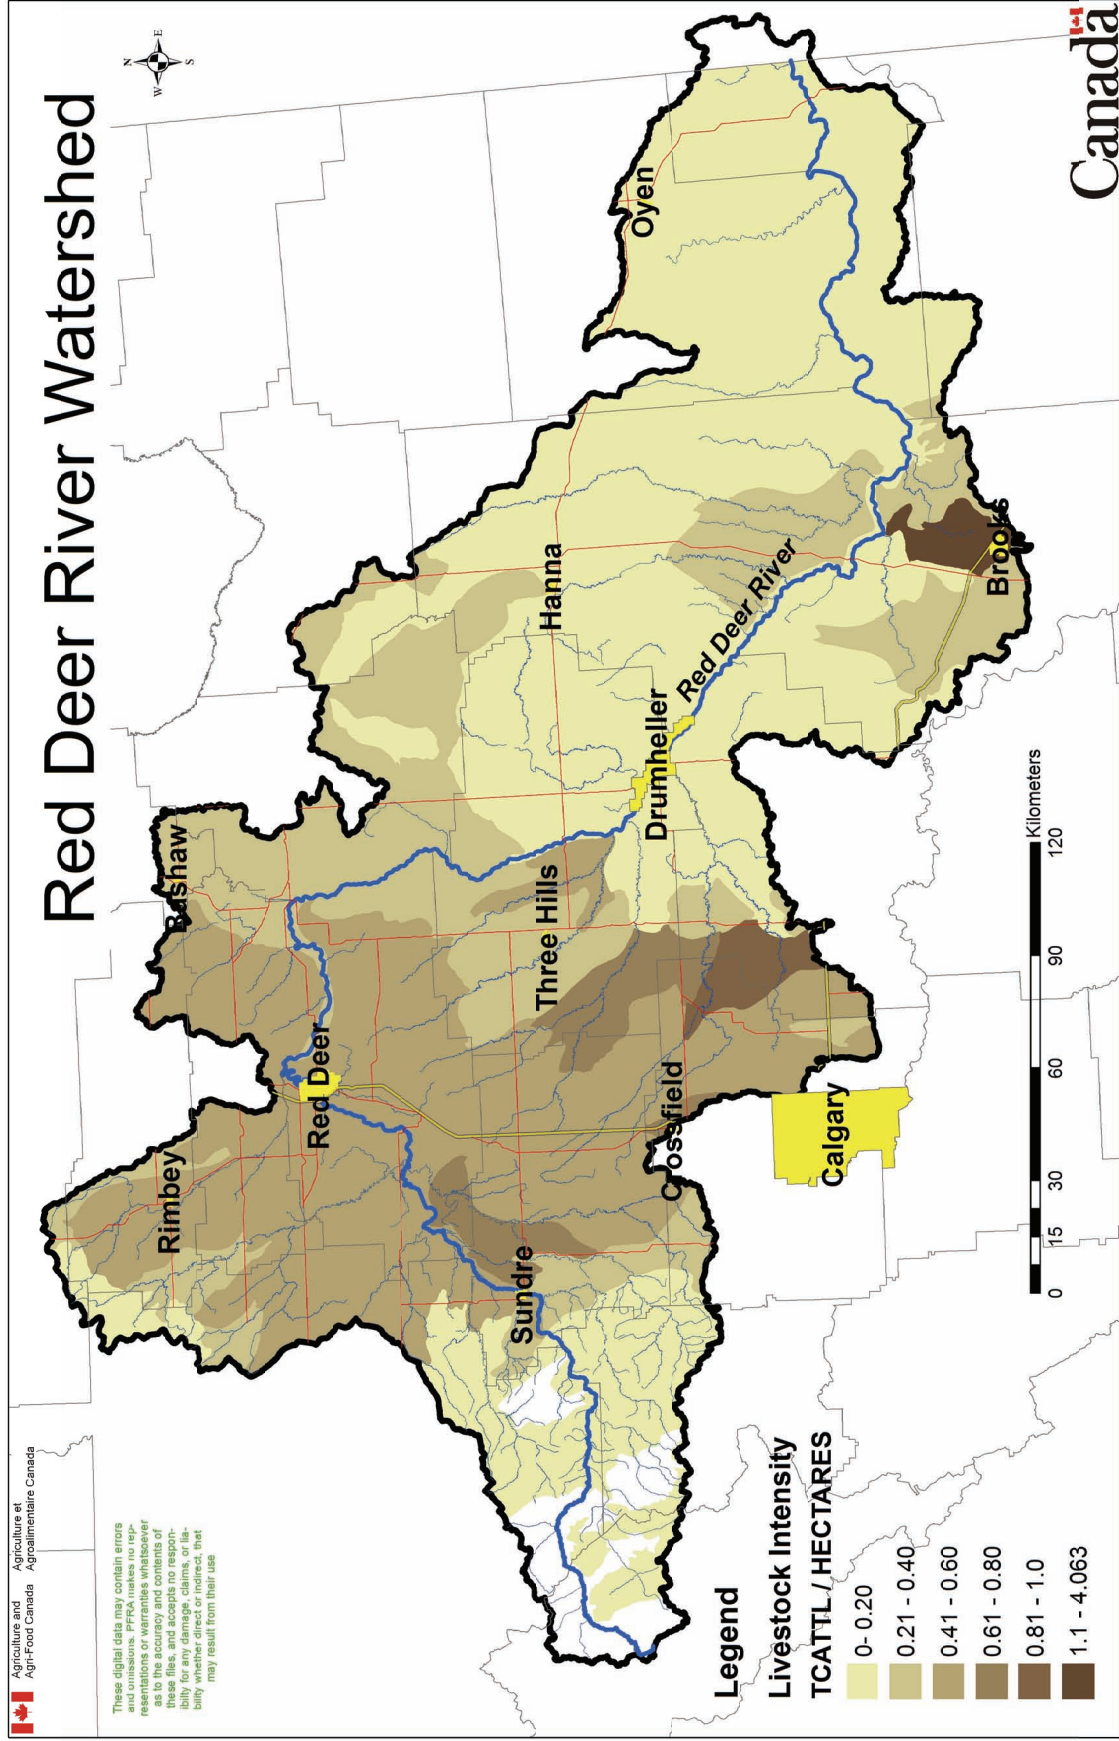 Agriculture and
Agri-Food Canada
Agriculture et
Agroalimentaire Canada
Red Deer River Watershed
N
W
E
S
These digital data may contain errors
and omissions. PFRA makes no rep-
resentations or warranties whatsoever
as to the accuracy and contents of
these files, and accepts no respon-
ibilty for any damage, claims, or lia-
bility whether direct or indirect, that
may result from their use
Rimbey
Bashaw
Red Deer
Sundre
Three Hills
Hanna
Oyen
Crossfield
Drumheller
Red Deer River
Calgary
Brooks
Legend
Livestock Intensity
TCATTL / HECTARES
0- 0.20
0.21 - 0.40
0.41 - 0.60
0.61 - 0.80
0.81 - 1.0
1.1 - 4.063
0 15 30 60 90 120
Kilometers
Canada